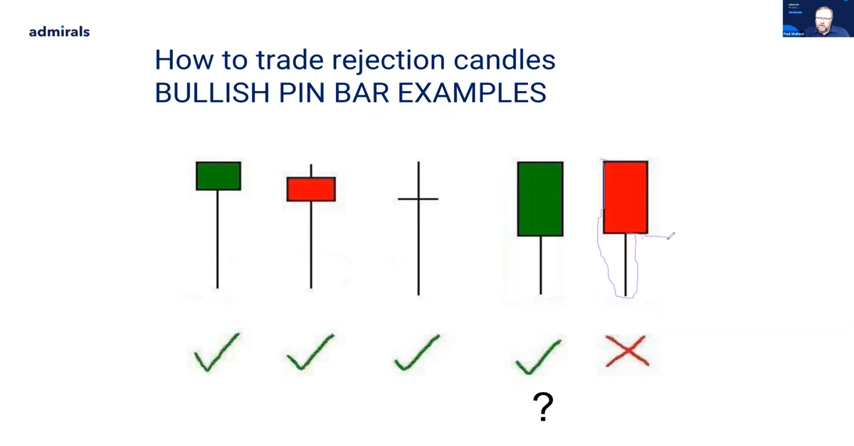 admirals
How to trade rejection candles
BULLISH PIN BAR EXAMPLES
?